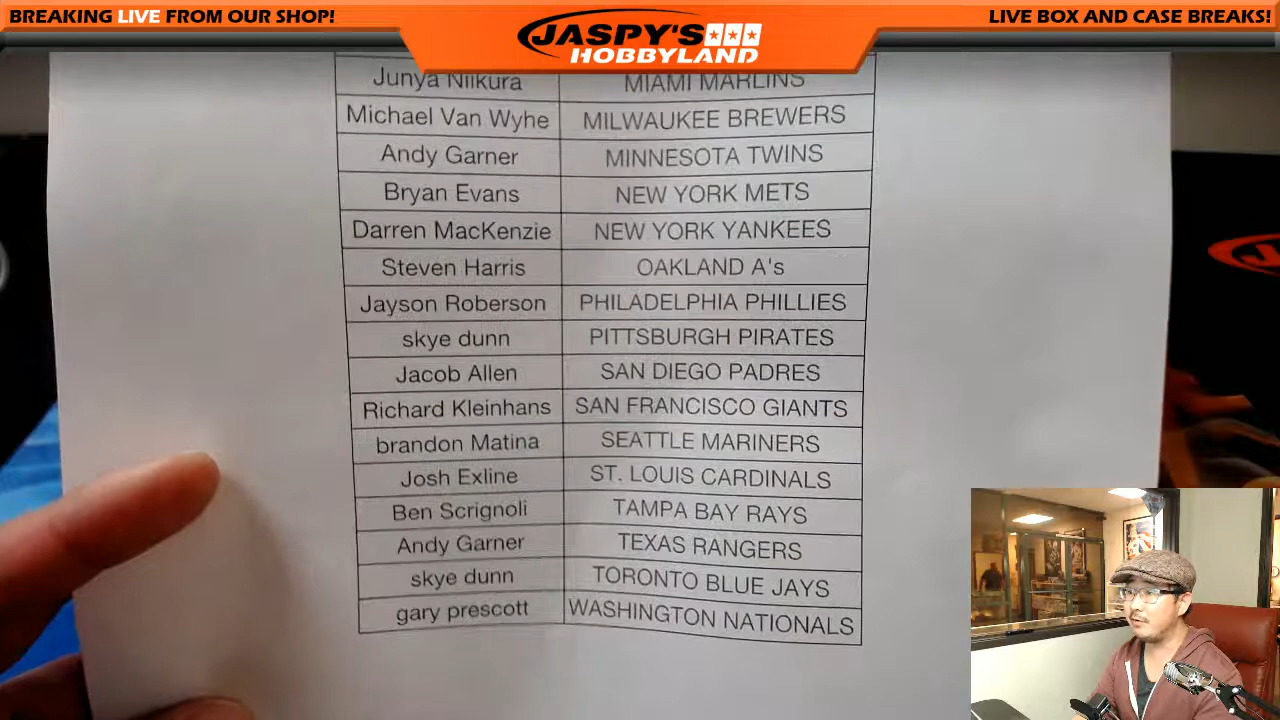 BREAKING LIVE FROM OUR SHOP!
JASPY'S
HOBBYLAND
LIVE BOX AND CASE BREAKS!
Junya Niikura MIAMI MARLINS
Michael Van Wyhe MILWAUKEE BREWERS
Andy Garner MINNESOTA TWINS
Bryan Evans NEW YORK METS
Darren MacKenzie NEW YORK YANKEES
Steven Harris OAKLAND A's
Jayson Roberson PHILADELPHIA PHILLIES
skye dunn PITTSBURGH PIRATES
Jacob Allen SAN DIEGO PADRES
Richard Kleinhans SAN FRANCISCO GIANTS
brandon Matina SEATTLE MARINERS
Josh Exline ST. LOUIS CARDINALS
Ben Scrignoli TAMPA BAY RAYS
Andy Garner TEXAS RANGERS
skye dunn TORONTO BLUE JAYS
gary prescott WASHINGTON NATIONALS